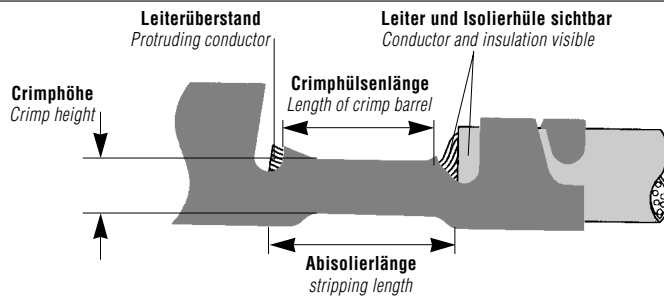 Leiterüberstand
Protruding conductor
Leiter und Isolierhüle sichtbar
Conductor and insulation visible
Crimphöhe
Crimp height
Crimphülsenlänge
Length of crimp barrel
Abisolierlänge
stripping length